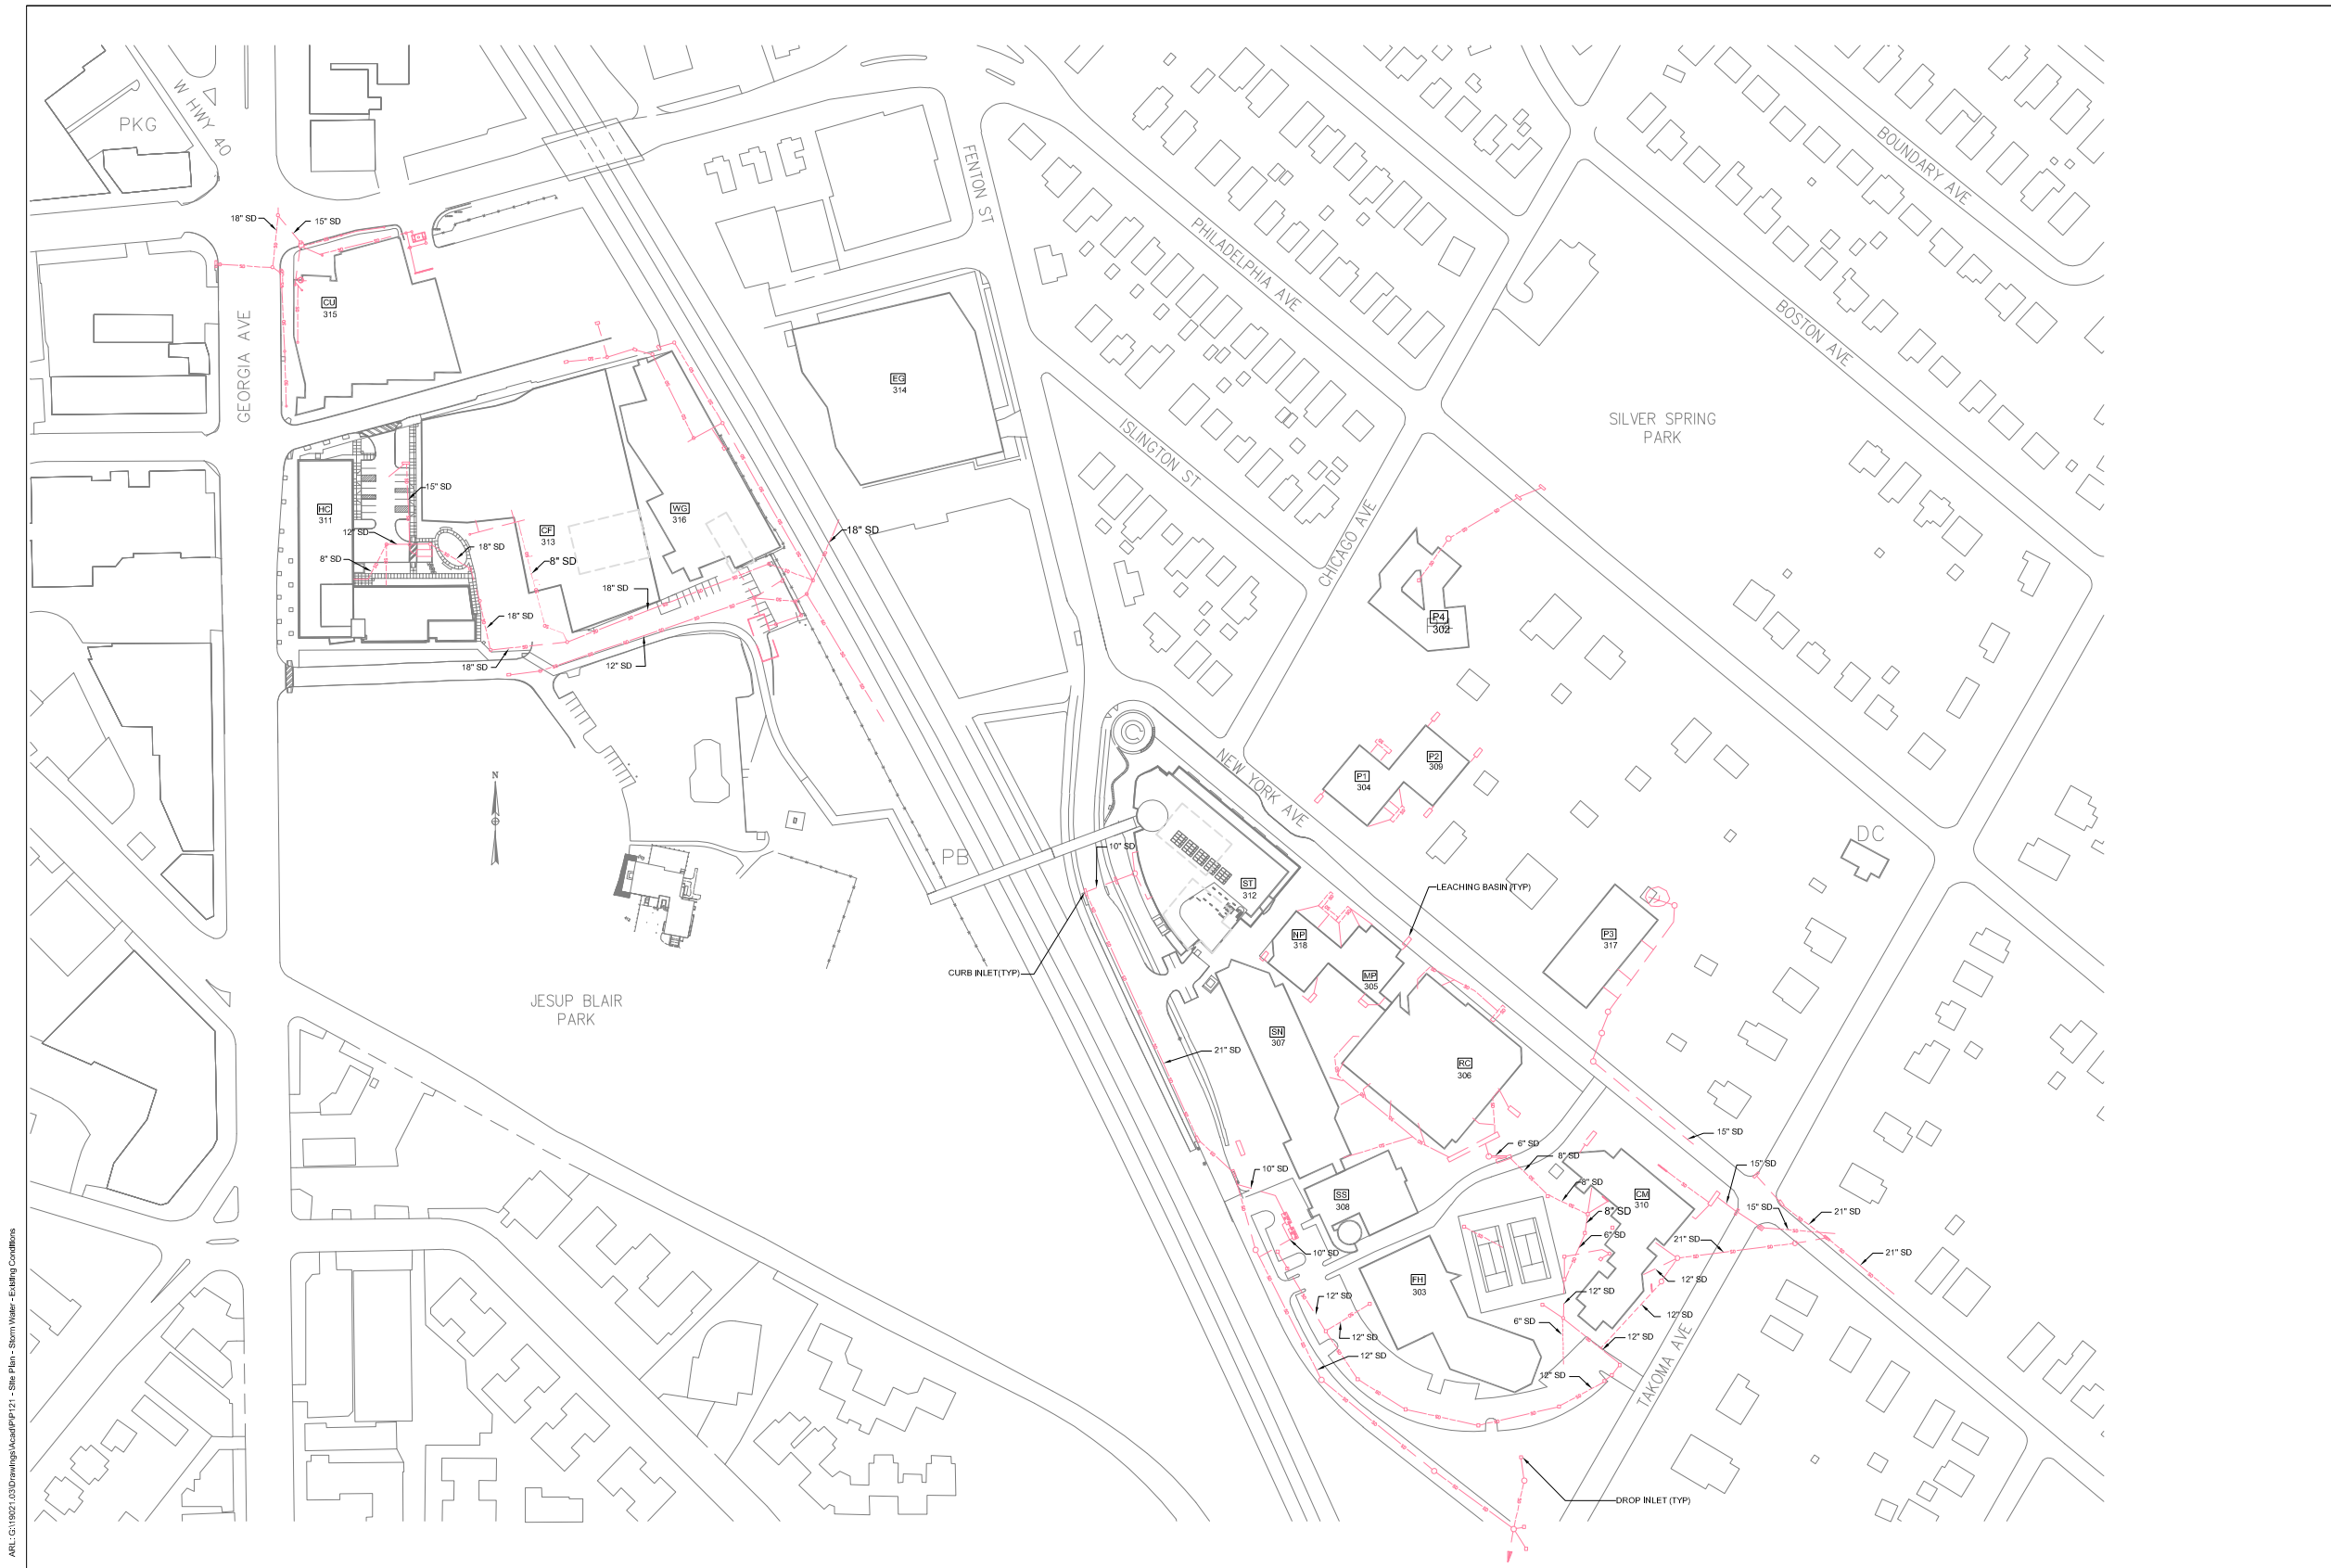 W HWY 40
PKG
FENTON ST
BOUNDARY AVE
PHILADELPHIA AVE
18" SD
15" SD
CU
315
GEORGIA AVE
BOSTON AVE
EG
314
SILVER SPRING
PARK
ISLINGTON ST
15" SD
HC
311
WG
316
12" SD
CF
313
18" SD
18" SD
8" SD
8" SD
CHICAGO AVE
18" SD
18" SD
P4
302
18" SD
12" SD
N
NEW YORK AVE
P2
309
P1
304
DC
PB
10" SD
ST
312
LEACHING BASIN (TYP)
NP
318
P3
317
CURB INLET(TYP)
MP
305
JESUP BLAIR
PARK
SN
307
21" SD
RC
306
15" SD
6" SD
8" SD
15" SD
10" SD
8" SD
SS
308
CM
310
15" SD
8" SD
21" SD
6" SD
21" SD
10" SD
21" SD
FH
303
12" SD
12" SD
12" SD
12" SD
6" SD
12" SD
12" SD
12" SD
12" SD
TAKOMA AVE
DROP INLET (TYP)
ARL: G:\19021.03\Drawings\Acad\P\P121 - Site Plan - Storm Water - Existing Conditions